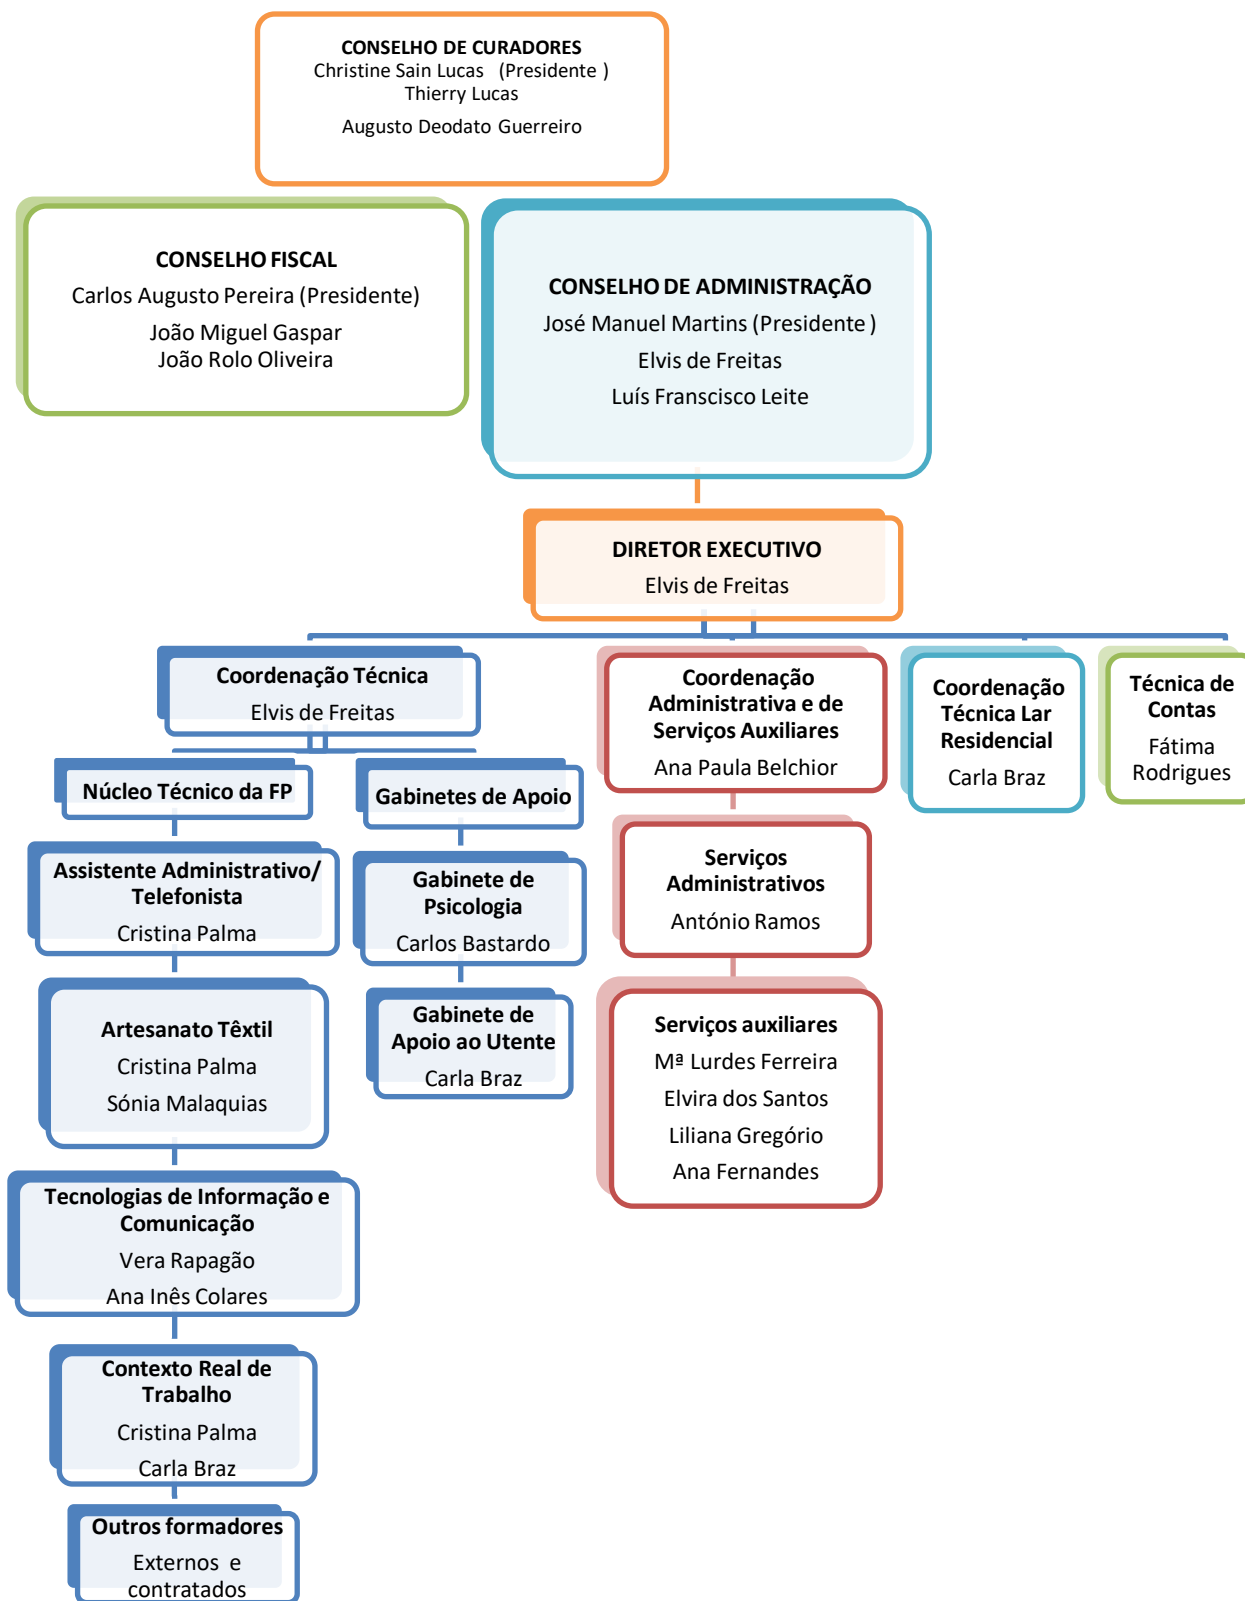 CONSELHO DE CURADORES
Christine Sain Lucas (Presidente )
Thierry Lucas
Augusto Deodato Guerreiro
CONSELHO FISCAL
Carlos Augusto Pereira (Presidente)
João Miguel Gaspar
João Rolo Oliveira
CONSELHO DE ADMINISTRAÇÃO
José Manuel Martins (Presidente )
Elvis de Freitas
Luís Franscisco Leite
DIRETOR EXECUTIVO
Elvis de Freitas
Coordenação Técnica
Elvis de Freitas
Núcleo Técnico da FP
Assistente Administrativo/
Telefonista
Cristina Palma
Artesanato Têxtil
Cristina Palma
Sónia Malaquias
Tecnologias de Informação e
Comunicação
Vera Rapagão
Ana Inês Colares
Contexto Real de
Trabalho
Cristina Palma
Carla Braz
Outros formadores
Externos e
contratados
Gabinetes de Apoio
Gabinete de
Psicologia
Carlos Bastardo
Gabinete de
Apoio ao Utente
Carla Braz
Coordenação
Administrativa e de
Serviços Auxiliares
Ana Paula Belchior
Serviços
Administrativos
António Ramos
Serviços auxiliares
Mª Lurdes Ferreira
Elvira dos Santos
Liliana Gregório
Ana Fernandes
Coordenação
Técnica Lar
Residencial
Carla Braz
Técnica de
Contas
Fátima
Rodrigues